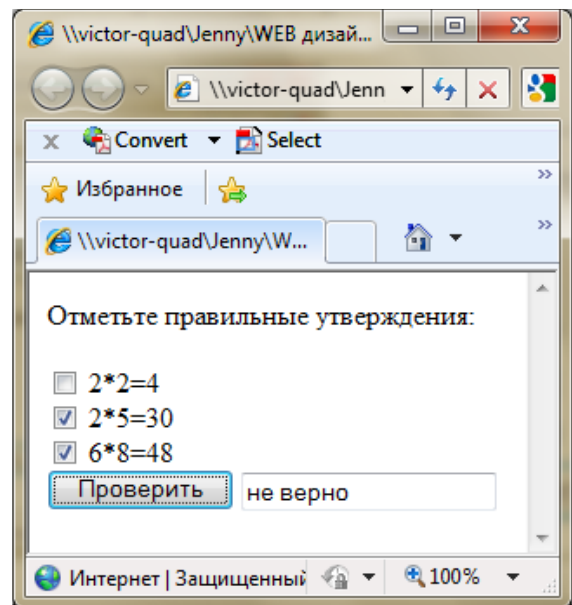 \\victor-quad\Jenny\WEB дизай...
\\victor-quad\Jenn
x Convert Select
Избранное
\\victor-quad\Jenny\W...
Отметьте правильные утверждения:
2*2=4
2*5=30
6*8=48
Проверить не верно
Интернет | Защищенный 100%